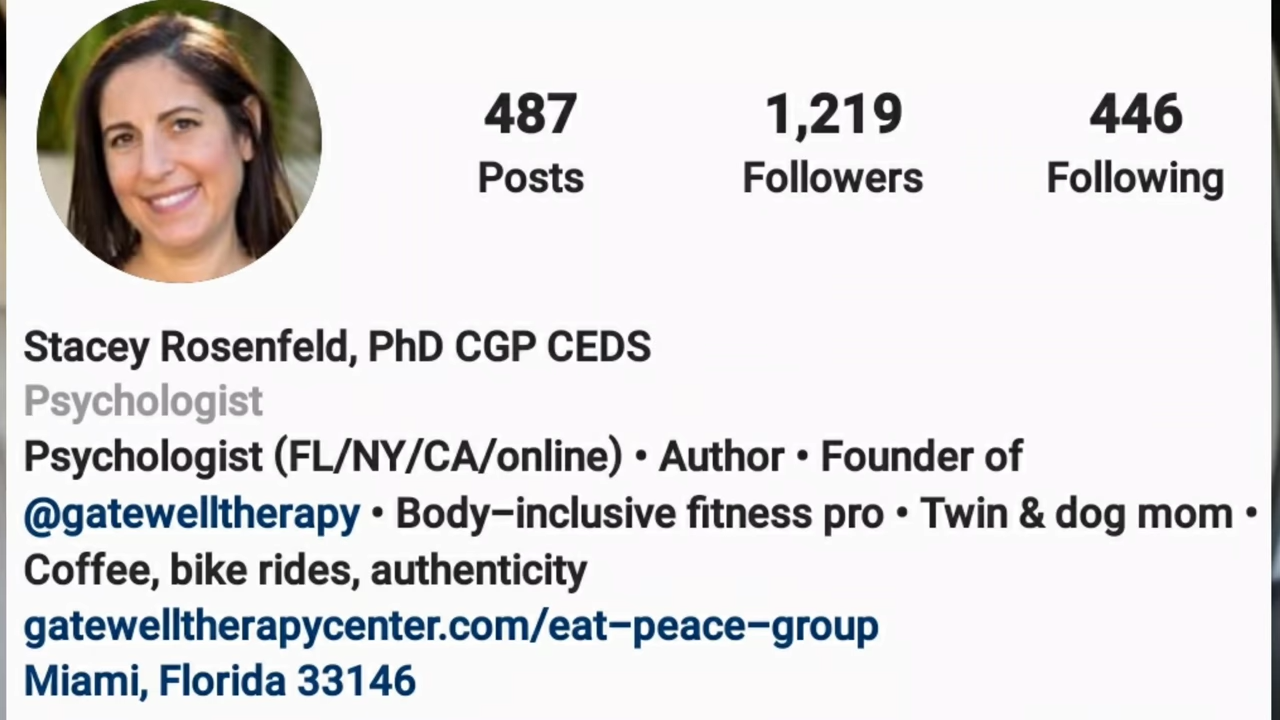 487 1,219 446
Posts Followers Following
Stacey Rosenfeld, PhD CGP CEDS
Psychologist
Psychologist (FL/NY/CA/online) • Author • Founder of
@gatewelltherapy • Body-inclusive fitness pro • Twin & dog mom •
Coffee, bike rides, authenticity
gatewelltherapycenter.com/eat-peace-group
Miami, Florida 33146